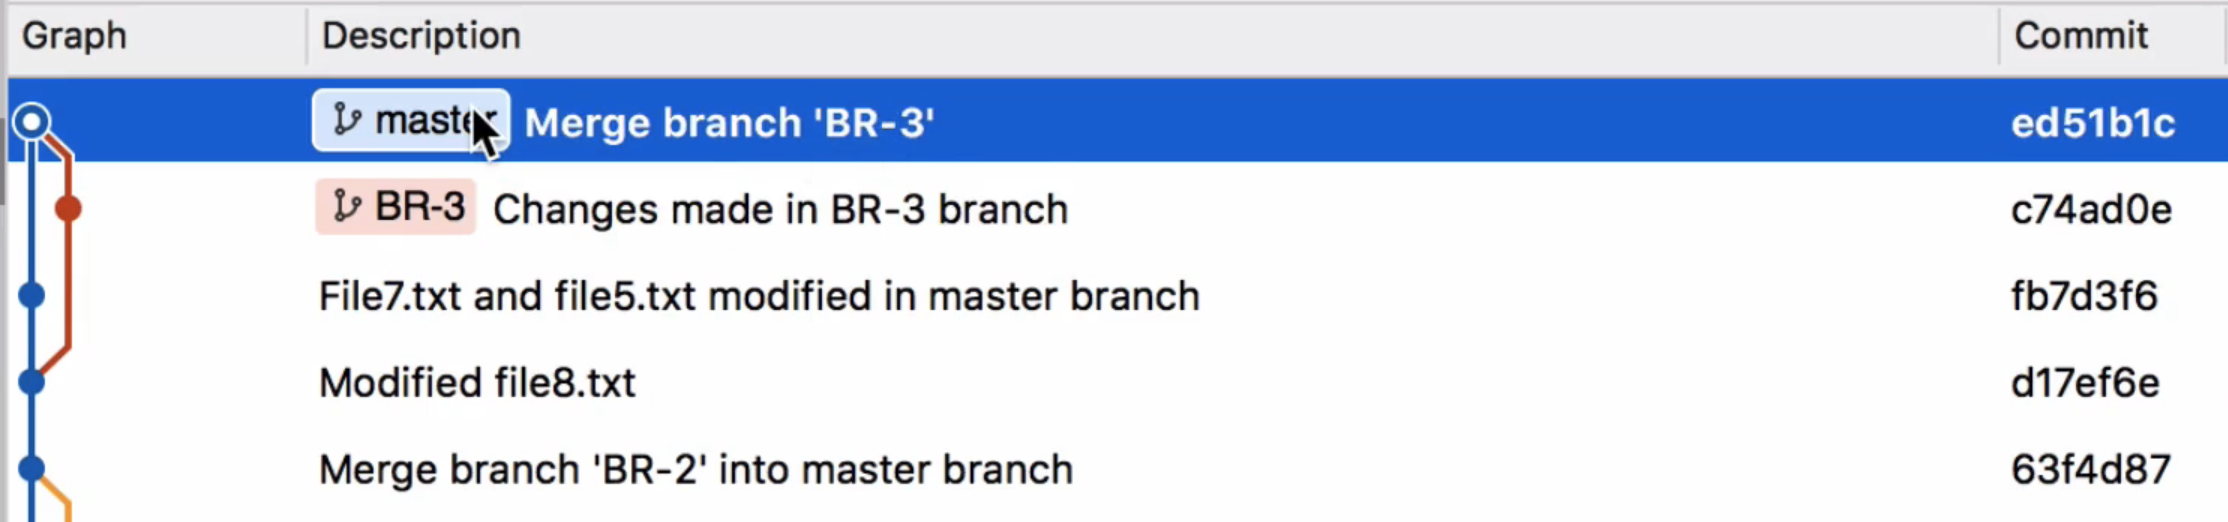 Graph Description Commit
master Merge branch 'BR-3' ed51b1c
BR-3 Changes made in BR-3 branch c74ad0e
File7.txt and file5.txt modified in master branch fb7d3f6
Modified file8.txt d17ef6e
Merge branch 'BR-2' into master branch 63f4d87